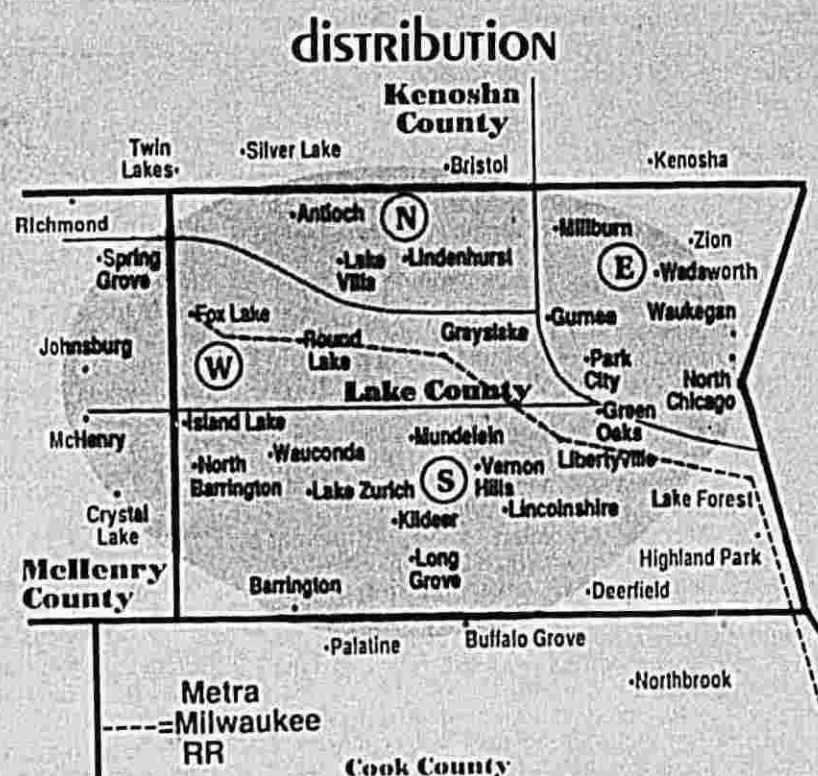 distribution
Kenosha
County
Twin
Lakes
Silver Lake
Bristol
Kenosha
Richmond
Antioch
N
Millburn
Zion
Spring
Grove
Lake
Villa
Lindenhurst
E
Wadsworth
Fox Lake
Grayslake
Gurnee
Waukegan
Johnsburg
W
Round
Lake
Park
City
Lake County
North
Chicago
McHenry
Island Lake
Mundelein
Green
Oaks
Wauconda
North
Barrington
Lake Zurich
S
Vernon
Hills
Libertyville
Crystal
Lake
Kildeer
Lincolnshire
Lake Forest
McHenry
County
Long
Grove
Highland Park
Barrington
Deerfield
Palatine
Buffalo Grove
Northbrook
Metra
----=Milwaukee
RR
Cook County